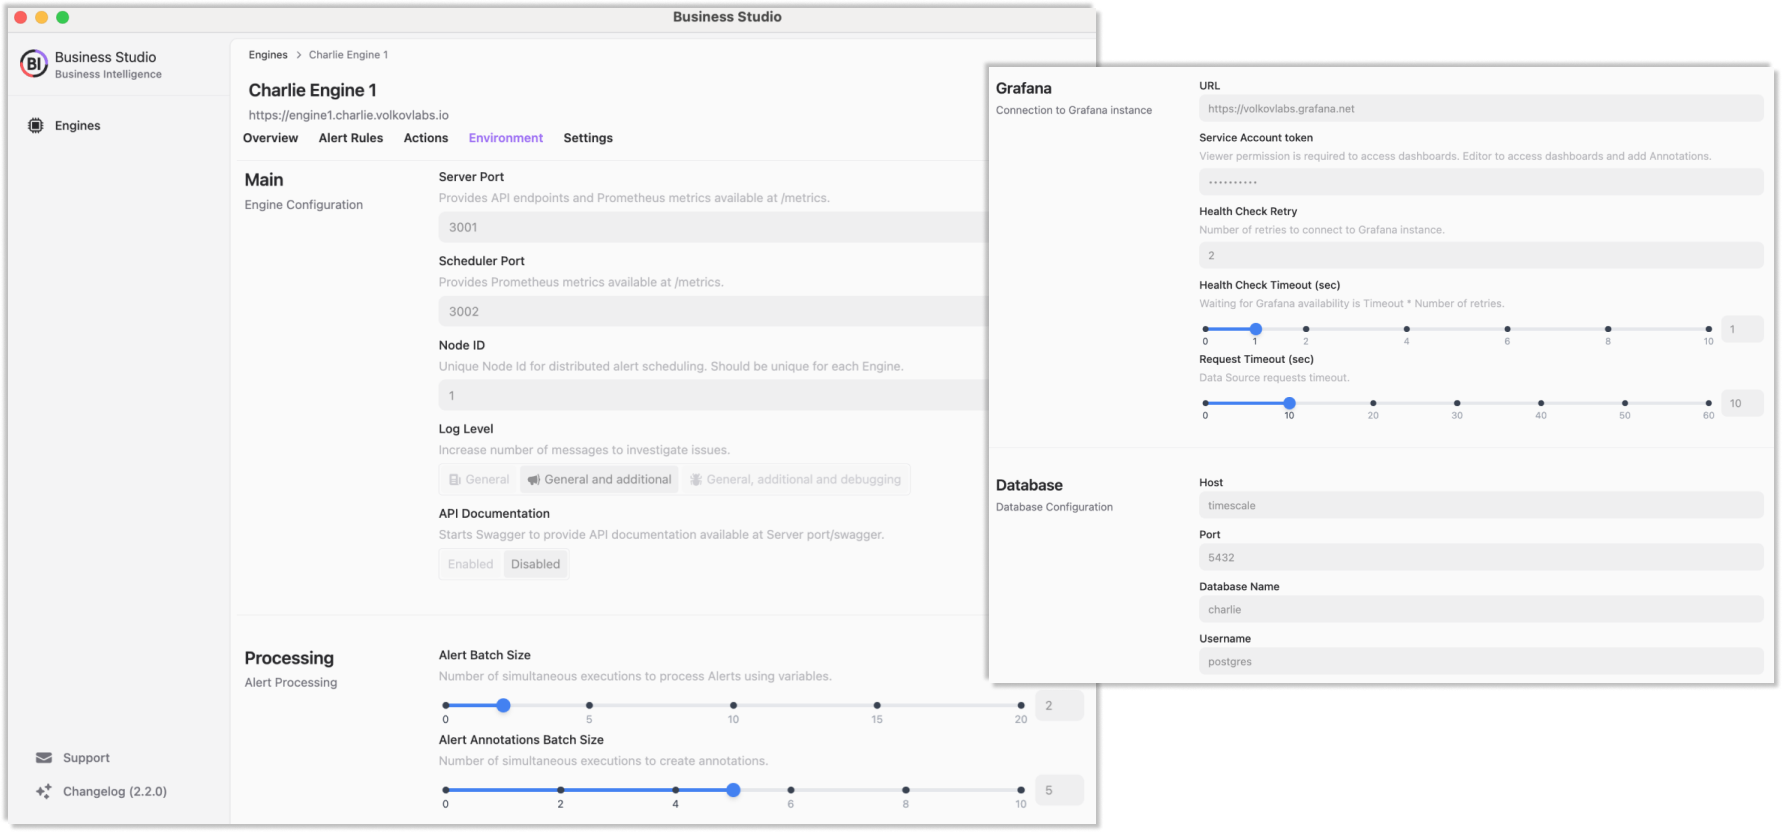 Business Studio
BI
Business Studio
Business Intelligence
Engines
Support
Changelog (2.2.0)
Engines > Charlie Engine 1
Charlie Engine 1
https://engine1.charlie.volkovlabs.io
Overview Alert Rules Actions Environment Settings
Main
Engine Configuration
Server Port
Provides API endpoints and Prometheus metrics available at /metrics.
3001
Scheduler Port
Provides Prometheus metrics available at /metrics.
3002
Node ID
Unique Node Id for distributed alert scheduling. Should be unique for each Engine.
1
Log Level
Increase number of messages to investigate issues.
General General and additional General, additional and debugging
API Documentation
Starts Swagger to provide API documentation available at Server port/swagger.
Enabled Disabled
Processing
Alert Processing
Alert Batch Size
Number of simultaneous executions to process Alerts using variables.
2
0 5 10 15 20
Alert Annotations Batch Size
Number of simultaneous executions to create annotations.
5
0 2 4 6 8 10
Grafana
Connection to Grafana instance
URL
https://volkovlabs.grafana.net
Service Account token
Viewer permission is required to access dashboards. Editor to access dashboards and add Annotations.
••••••••••
Health Check Retry
Number of retries to connect to Grafana instance.
2
Health Check Timeout (sec)
Waiting for Grafana availability is Timeout * Number of retries.
1
0 1 2 4 6 8 10
Request Timeout (sec)
Data Source requests timeout.
10
0 10 20 30 40 50 60
Database
Database Configuration
Host
timescale
Port
5432
Database Name
charlie
Username
postgres